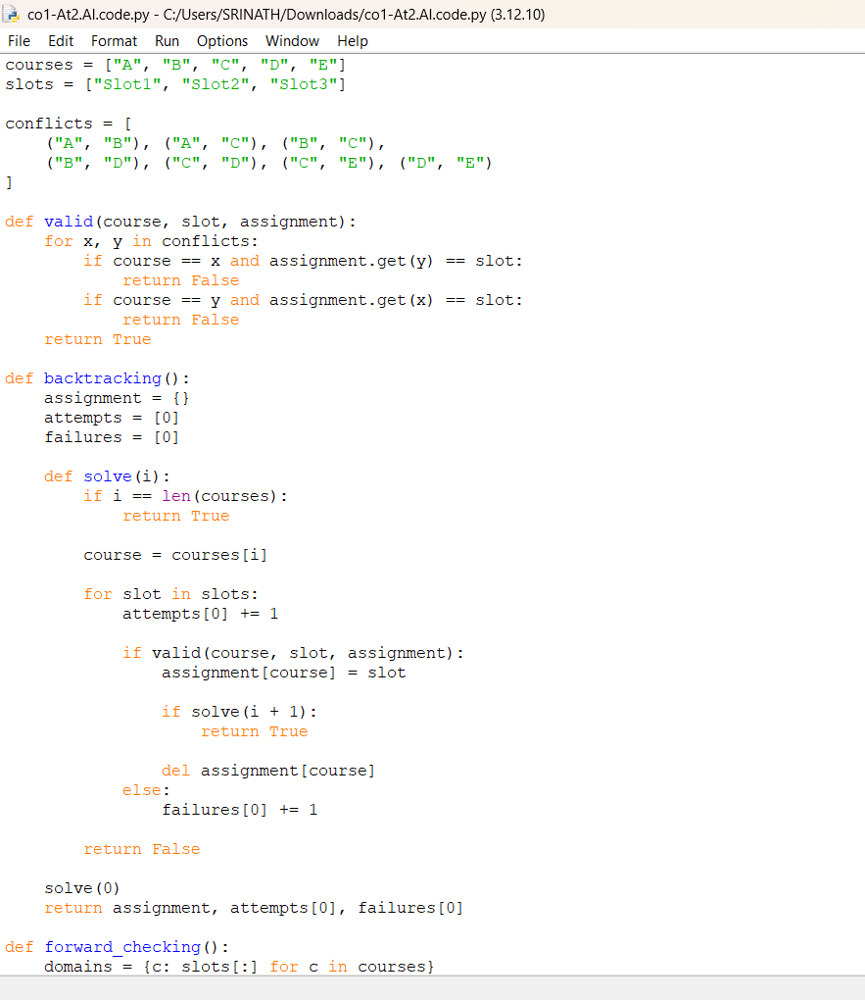 co1-At2.AI.code.py - C:/Users/SRINATH/Downloads/co1-At2.AI.code.py (3.12.10)
File Edit Format Run Options Window Help
courses = ["A", "B", "C", "D", "E"]
slots = ["Slot1", "Slot2", "Slot3"]

conflicts = [
    ("A", "B"), ("A", "C"), ("B", "C"),
    ("B", "D"), ("C", "D"), ("C", "E"), ("D", "E")
]

def valid(course, slot, assignment):
    for x, y in conflicts:
        if course == x and assignment.get(y) == slot:
            return False
        if course == y and assignment.get(x) == slot:
            return False
    return True

def backtracking():
    assignment = {}
    attempts = [0]
    failures = [0]

    def solve(i):
        if i == len(courses):
            return True

        course = courses[i]

        for slot in slots:
            attempts[0] += 1

            if valid(course, slot, assignment):
                assignment[course] = slot

                if solve(i + 1):
                    return True

                del assignment[course]
            else:
                failures[0] += 1

        return False

    solve(0)
    return assignment, attempts[0], failures[0]

def forward_checking():
    domains = {c: slots[:] for c in courses}